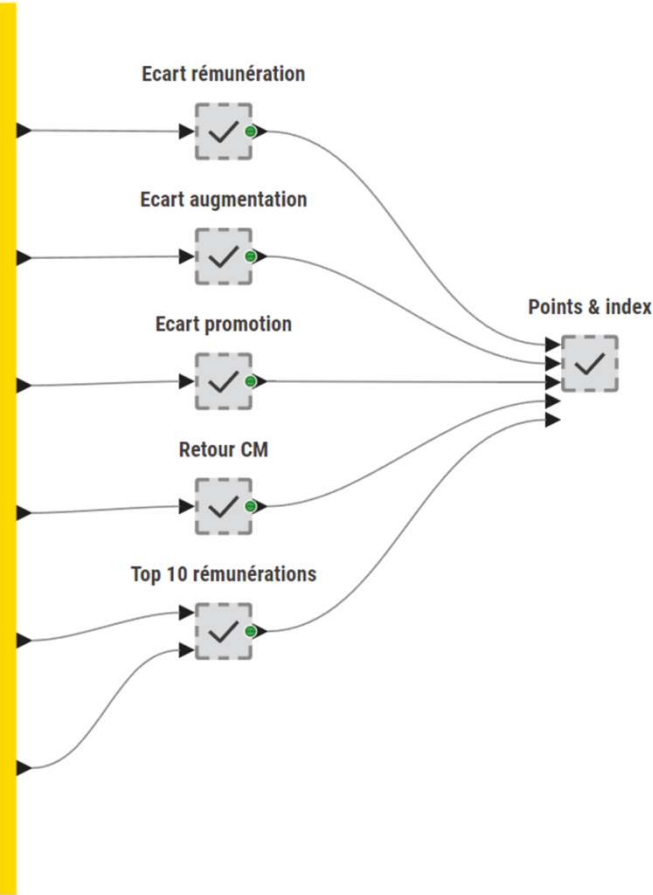 Ecart rémunération
Ecart augmentation
Points & index
Ecart promotion
Retour CM
Top 10 rémunérations